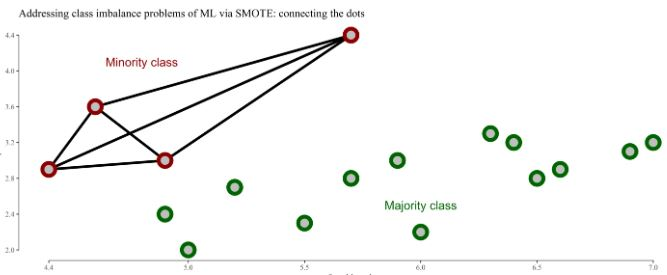 Addressing class imbalance problems of ML via SMOTE: connecting the dots
4.4
Minority class
4.0
3.6
3.2
2.8
Majority class
2.4
2.0
4.4 5.0 5.5 6.0 6.5 7.0